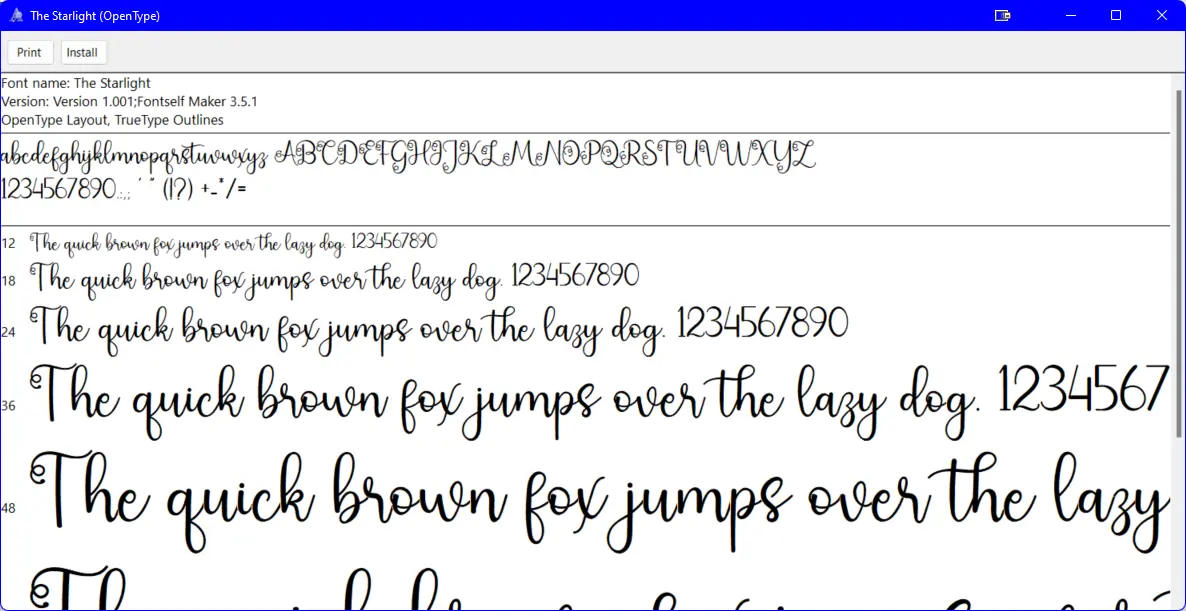 The Starlight (OpenType)
Print Install
Font name: The Starlight
Version: Version 1.001;Fontself Maker 3.5.1
OpenType Layout, TrueType Outlines
abcdefghijklmnopqrstuvwxyz ABCDEFGHIJKLMNOPQRSTUVWXYZ
1234567890.:,; ' " (!?) +-*/=
12 The quick brown fox jumps over the lazy dog. 1234567890
18 The quick brown fox jumps over the lazy dog. 1234567890
24 The quick brown fox jumps over the lazy dog. 1234567890
36 The quick brown fox jumps over the lazy dog. 1234567
48 The quick brown fox jumps over the lazy